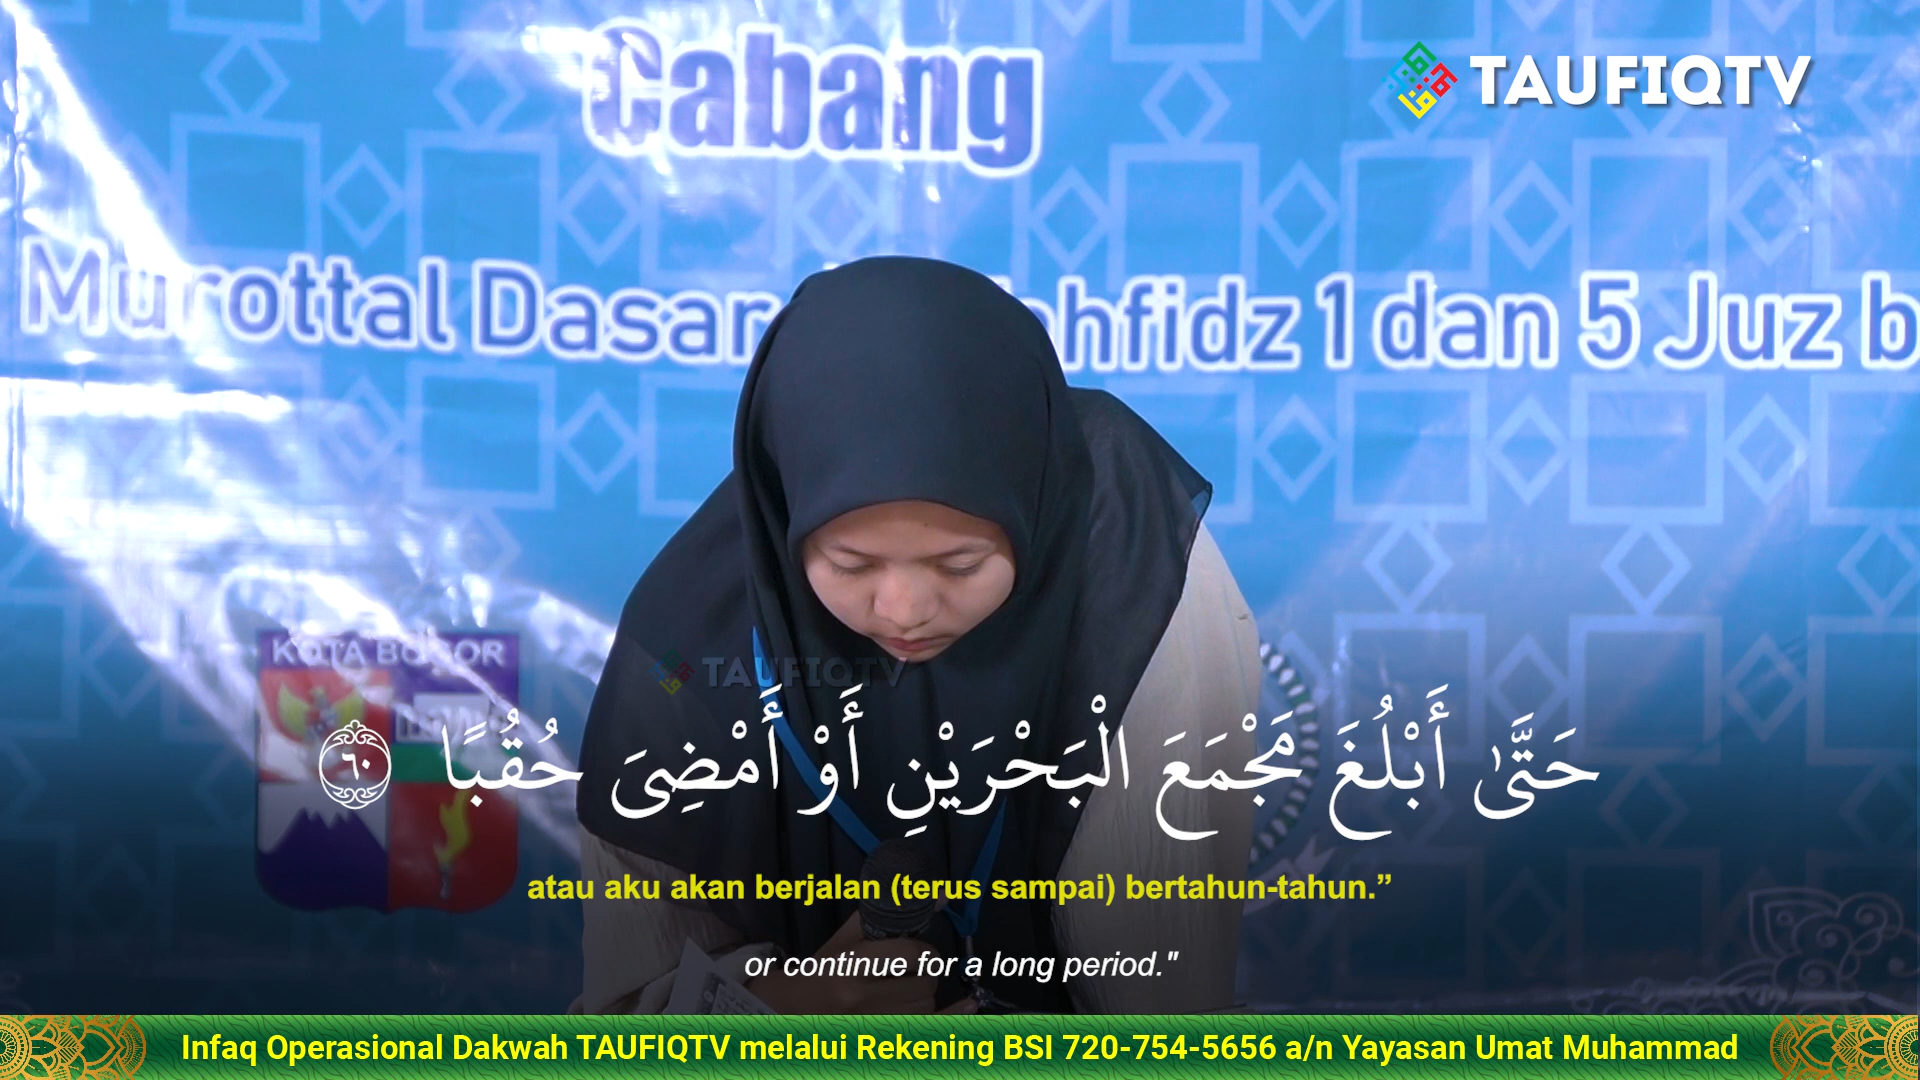 Cabang
TAUFIQTV
Murottal Dasar
hfidz 1 dan 5 Juz b
KOTA BOGOR
TAUFIQTV
حَتَّىٰ أَبْلُغَ مَجْمَعَ الْبَحْرَيْنِ أَوْ أَمْضِىَ حُقُبًا ٦٠
atau aku akan berjalan (terus sampai) bertahun-tahun.”
or continue for a long period."
Infaq Operasional Dakwah TAUFIQTV melalui Rekening BSI 720-754-5656 a/n Yayasan Umat Muhammad